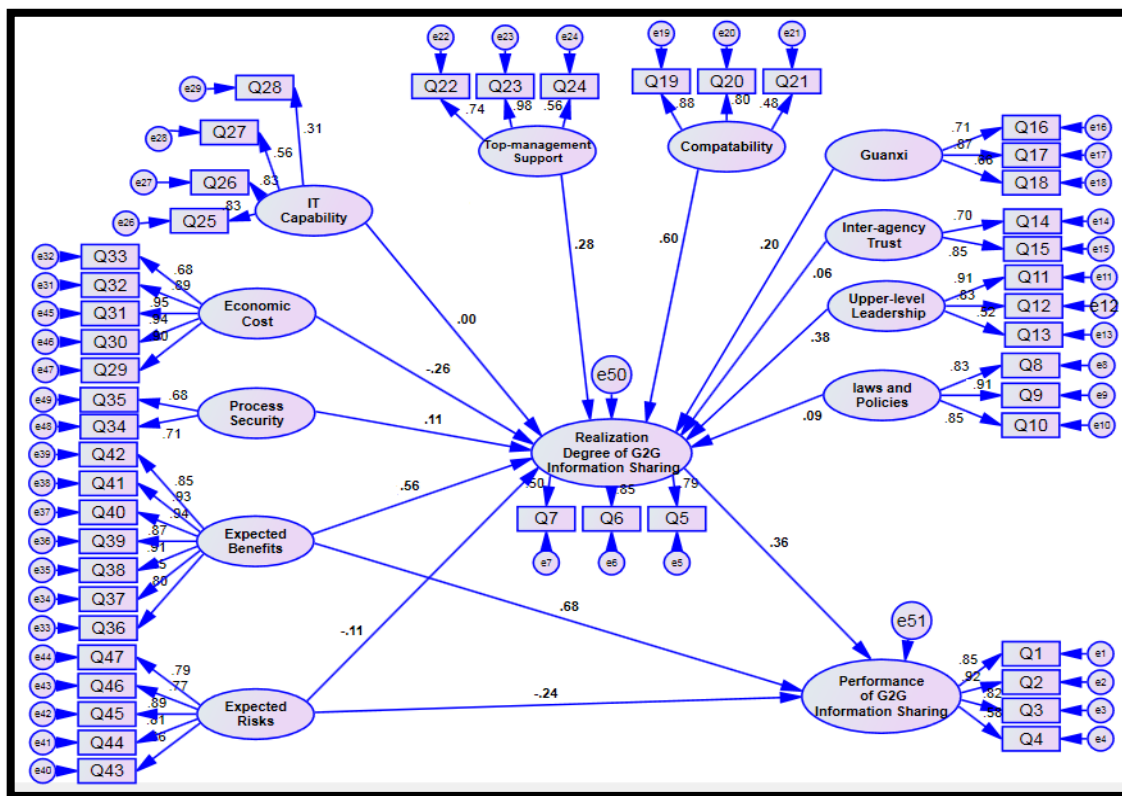 e22
e23
e24
Q22
Q23
Q24
.74
.98
.56
Top-management
Support
e19
e20
e21
Q19
Q20
Q21
.88
.80
.48
Compatability
e29
Q28
e28
Q27
e27
Q26
e26
Q25
.31
.56
.83
.83
IT
Capability
.71
.87
Guanxi
Q16
e16
Q17
e17
Q18
e18
.70
.85
Inter-agency
Trust
Q14
e14
Q15
e15
.91
.83
Upper-level
Leadership
Q11
e11
Q12
e12
Q13
e13
.83
.91
.85
laws and
Policies
Q8
e8
Q9
e9
Q10
e10
e32
Q33
e31
Q32
e45
Q31
e46
Q30
e47
Q29
.68
.89
.95
.94
Economic
Cost
e49
Q35
e48
Q34
.68
.71
Process
Security
e39
Q42
e38
Q41
e37
Q40
e36
Q39
e35
Q38
e34
Q37
e33
Q36
.85
.93
.94
.87
.91
.80
Expected
Benefits
e44
Q47
e43
Q46
e42
Q45
e41
Q44
e40
Q43
.79
.77
.89
.81
Expected
Risks
.28
.60
.20
.06
.38
.09
.00
-.26
.11
.56
-.11
.68
-.24
.36
e50
Realization
Degree of G2G
Information Sharing
.50
.85
.79
Q7
Q6
Q5
e7
e6
e5
e51
Performance
of G2G
Information Sharing
.85
.92
.82
.58
Q1
e1
Q2
e2
Q3
e3
Q4
e4